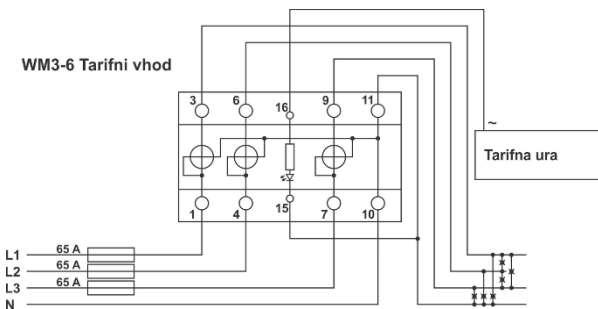 WM3-6 Tarifni vhod
3 6 16 9 11
~
Tarifna ura
1 4 15 7 10
L1 65 A
L2 65 A
L3 65 A
N